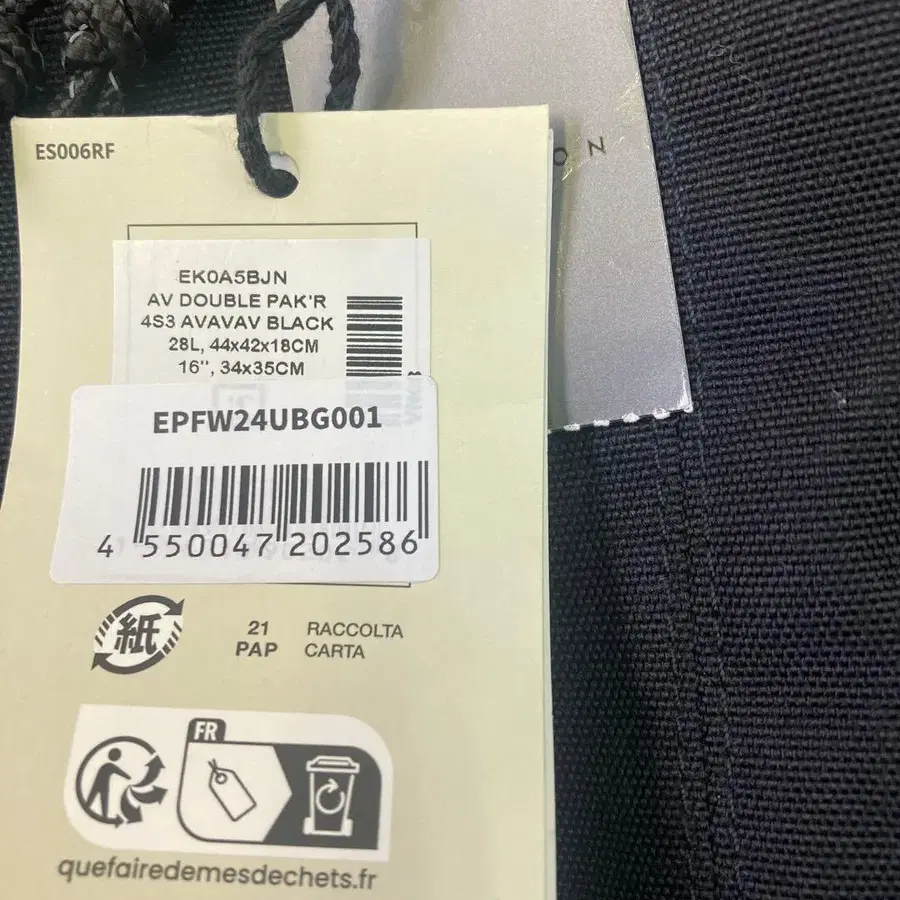 ES006RF
O N
EK0A5BJN
AV DOUBLE PAK'R
4S3 AVAVAV BLACK
28L, 44x42x18CM
16'', 34x35CM
EPFW24UBG001
4 550047 202586
紙
21
PAP
RACCOLTA
CARTA
FR
quefairedemesdechets.fr